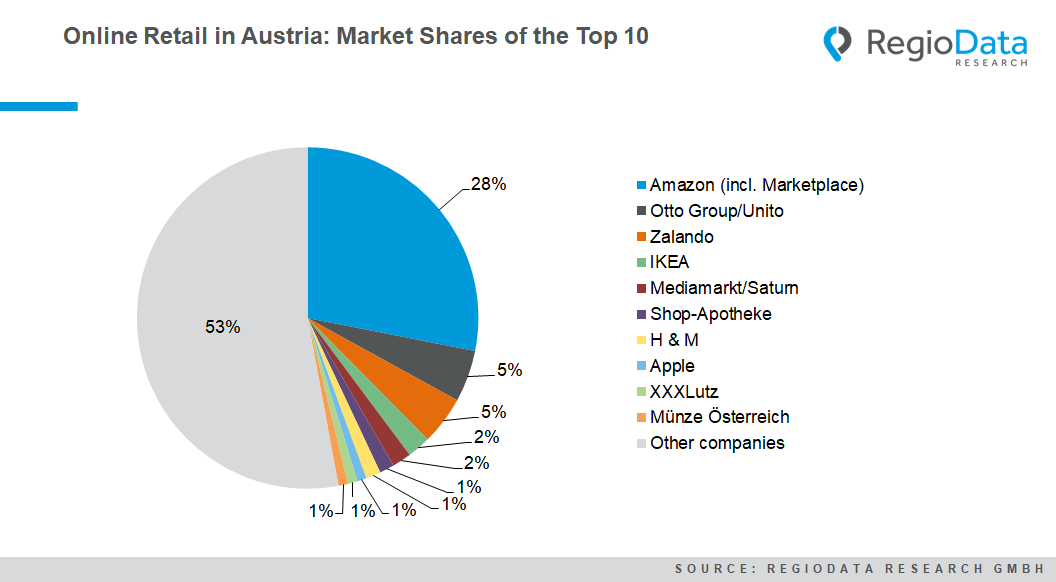 Online Retail in Austria: Market Shares of the Top 10
RegioData
RESEARCH
28%
5%
5%
2%
2%
1%
1%
1%
1%
1%
53%
Amazon (incl. Marketplace)
Otto Group/Unito
Zalando
IKEA
Mediamarkt/Saturn
Shop-Apotheke
H & M
Apple
XXXLutz
Münze Österreich
Other companies
SOURCE: REGIODATA RESEARCH GMBH